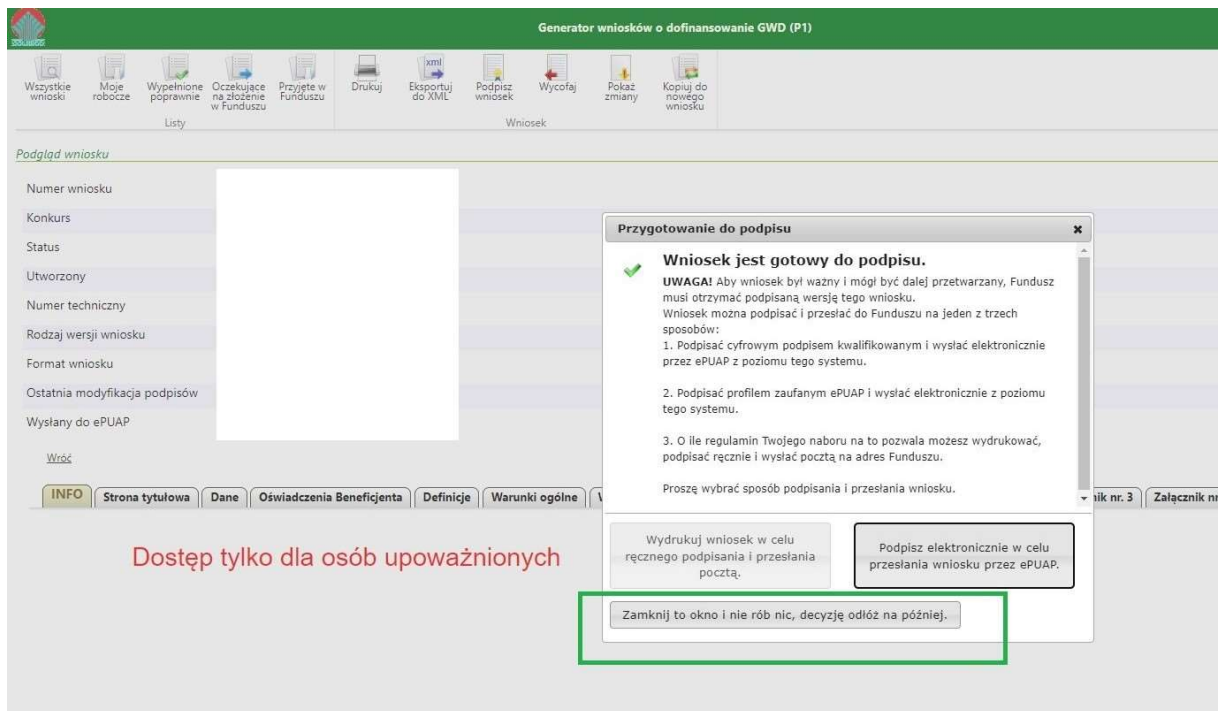 Generator wniosków o dofinansowanie GWD (P1)
Wszystkie wnioski
Moje robocze
Wypełnione poprawnie
Oczekujące na złożenie w Funduszu
Przyjęte w Funduszu
Drukuj
xml
Eksportuj do XML
Podpisz wniosek
Wycofaj
Pokaż zmiany
Kopiuj do nowego wniosku
Listy
Wniosek
Podgląd wniosku
Numer wniosku
Konkurs
Status
Utworzony
Numer techniczny
Rodzaj wersji wniosku
Format wniosku
Ostatnia modyfikacja podpisów
Wysłany do ePUAP
Wróć
INFO
Strona tytułowa
Dane
Oświadczenia Beneficjenta
Definicje
Warunki ogólne
nik nr. 3
Załącznik nr
Dostęp tylko dla osób upoważnionych
Przygotowanie do podpisu
Wniosek jest gotowy do podpisu.
UWAGA! Aby wniosek był ważny i mógł być dalej przetwarzany, Fundusz
musi otrzymać podpisaną wersję tego wniosku.
Wniosek można podpisać i przesłać do Funduszu na jeden z trzech
sposobów:
1. Podpisać cyfrowym podpisem kwalifikowanym i wysłać elektronicznie
przez ePUAP z poziomu tego systemu.
2. Podpisać profilem zaufanym ePUAP i wysłać elektronicznie z poziomu
tego systemu.
3. O ile regulamin Twojego naboru na to pozwala możesz wydrukować,
podpisać ręcznie i wysłać pocztą na adres Funduszu.
Proszę wybrać sposób podpisania i przesłania wniosku.
Wydrukuj wniosek w celu
ręcznego podpisania i przesłania
pocztą.
Podpisz elektronicznie w celu
przesłania wniosku przez ePUAP.
Zamknij to okno i nie rób nic, decyzję odłóż na później.